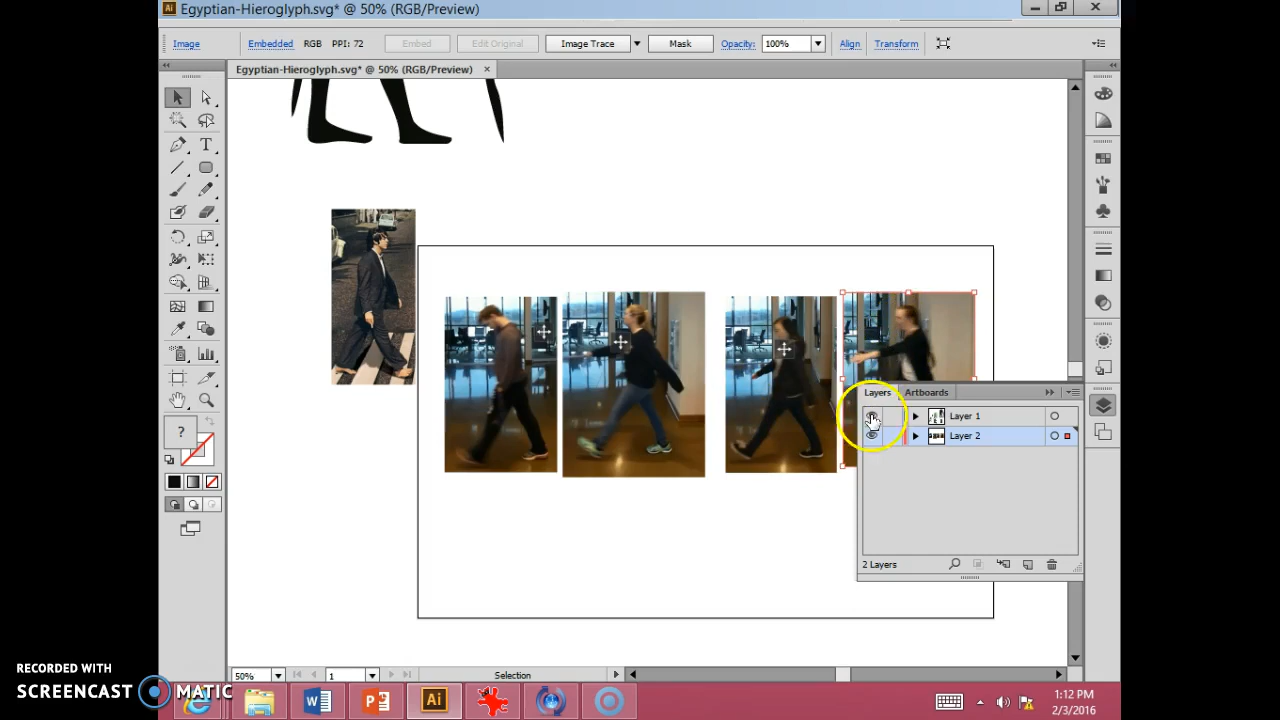 Egyptian-Hieroglyph.svg* @ 50% (RGB/Preview)
Image Embedded RGB PPI: 72 Embed Edit Original Image Trace Mask Opacity: 100% Align Transform
Egyptian-Hieroglyph.svg* @ 50% (RGB/Preview) ×
T
?
Layers Artboards
Layer 1
Layer 2
2 Layers
50% 1 Selection
RECORDED WITH
SCREENCAST MATIC
Ai
1:12 PM
2/3/2016